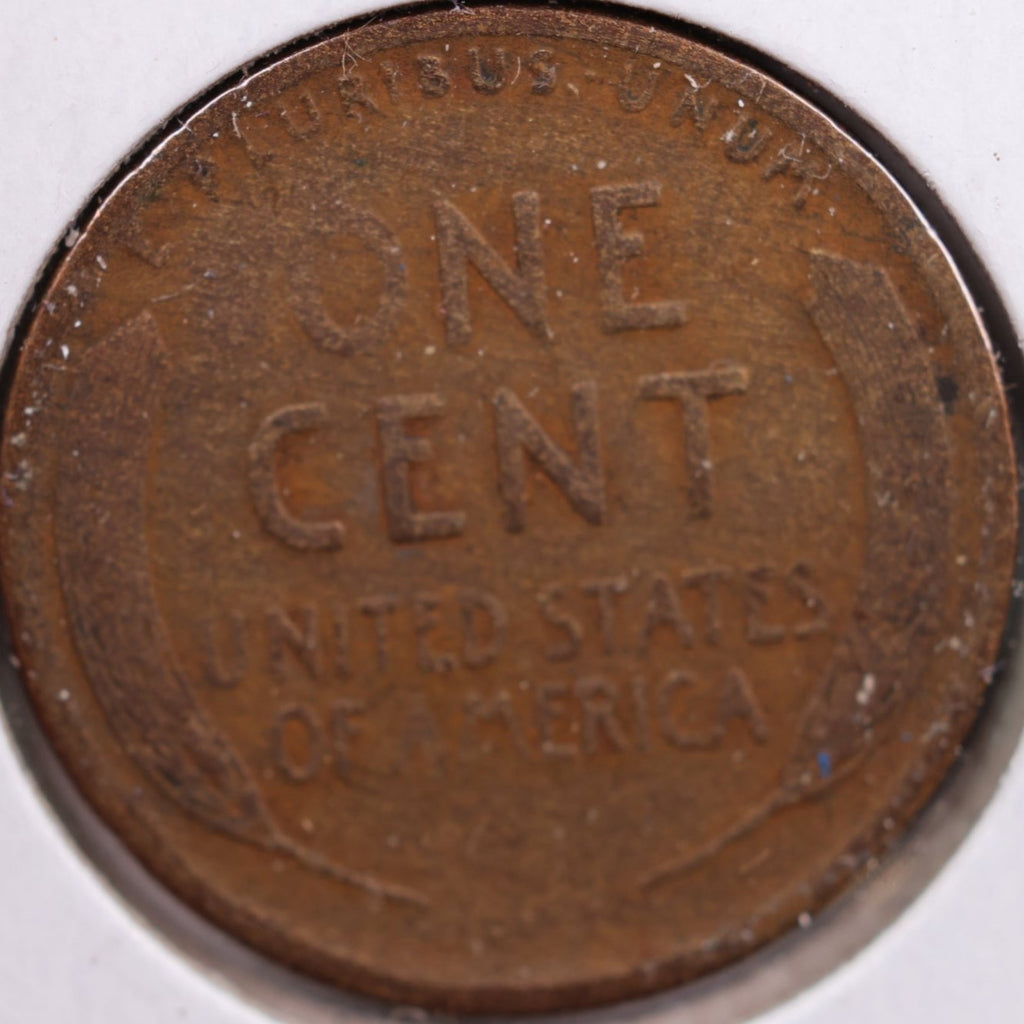 PLURIBUS · UNUM
ONE
CENT
UNITED STATES
OF AMERICA